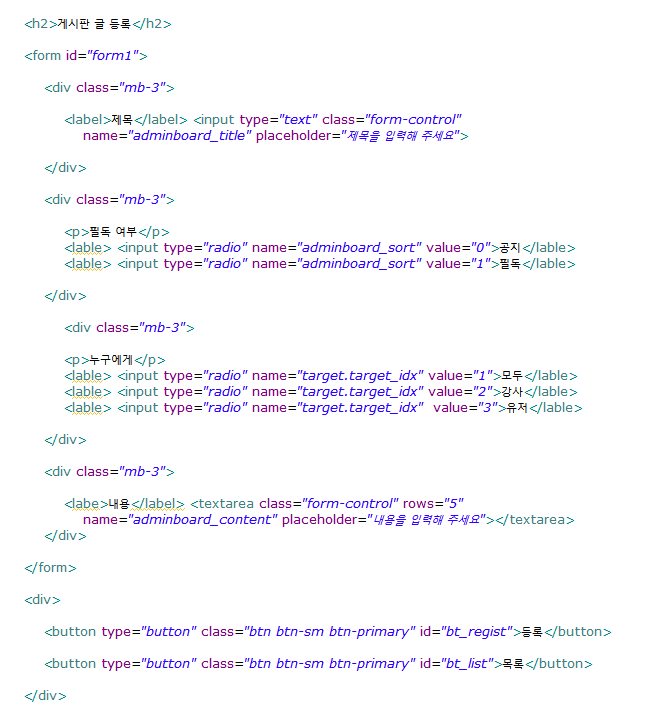 <h2>게시판 글 등록</h2>
<form id="form1">
<div class="mb-3">
<label>제목</label> <input type="text" class="form-control"
name="adminboard_title" placeholder="제목을 입력해 주세요">
</div>
<div class="mb-3">
<p>필독 여부</p>
<lable> <input type="radio" name="adminboard_sort" value="0">공지</lable>
<lable> <input type="radio" name="adminboard_sort" value="1">필독</lable>
</div>
<div class="mb-3">
<p>누구에게</p>
<lable> <input type="radio" name="target.target_idx" value="1">모두</lable>
<lable> <input type="radio" name="target.target_idx" value="2">강사</lable>
<lable> <input type="radio" name="target.target_idx"  value="3">유저</lable>
</div>
<div class="mb-3">
<labe>내용</label> <textarea class="form-control" rows="5"
name="adminboard_content" placeholder="내용을 입력해 주세요"></textarea>
</div>
</form>
<div>
<button type="button" class="btn btn-sm btn-primary" id="bt_regist">등록</button>
<button type="button" class="btn btn-sm btn-primary" id="bt_list">목록</button>
</div>